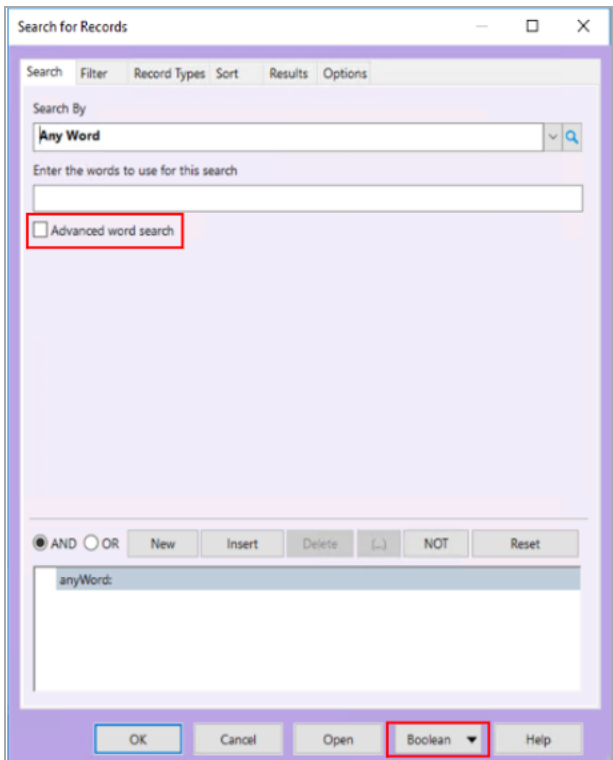 Search for Records
Search Filter Record Types Sort Results Options
Search By
Any Word
Enter the words to use for this search
Advanced word search
AND OR New Insert Delete (...) NOT Reset
anyWord:
OK Cancel Open Boolean Help